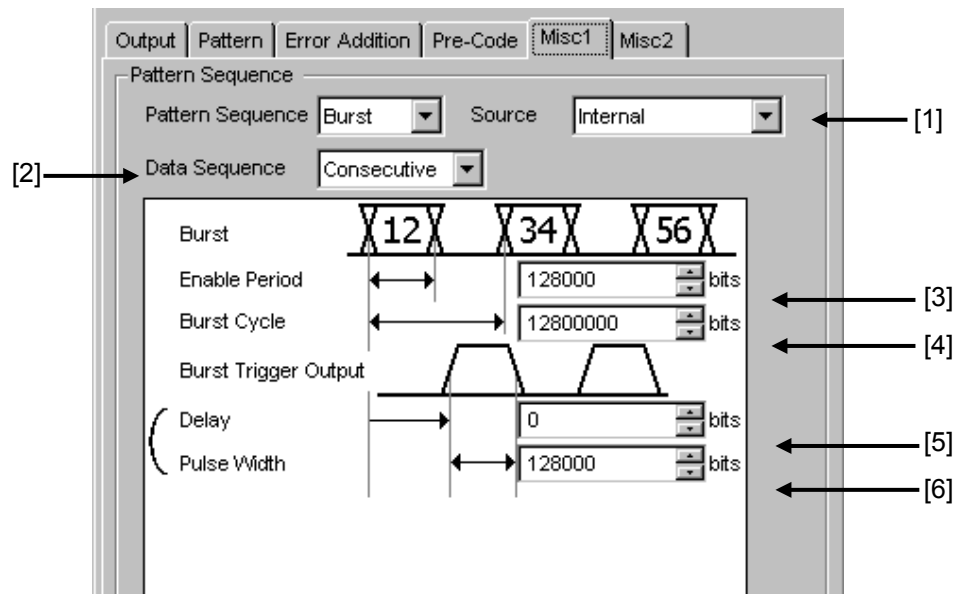 Output Pattern Error Addition Pre-Code Misc1 Misc2
Pattern Sequence
Pattern Sequence Burst Source Internal [1]
[2] Data Sequence Consecutive
Burst 12 34 56
Enable Period 128000 bits
[3]
Burst Cycle 12800000 bits
[4]
Burst Trigger Output
Delay 0 bits
[5]
Pulse Width 128000 bits
[6]